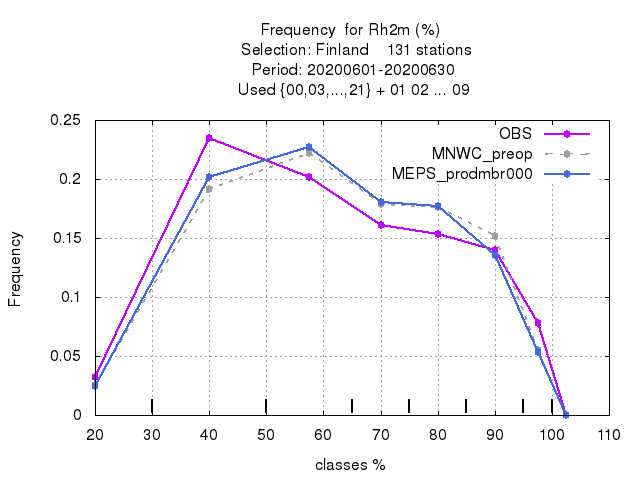 Frequency for Rh2m (%)
Selection: Finland 131 stations
Period: 20200601-20200630
Used {00,03,...,21} + 01 02 ... 09
0.25
0.2
0.15
0.1
0.05
0
Frequency
OBS
MNWC_preop
MEPS_prodmbr000
20 30 40 50 60 70 80 90 100 110
classes %